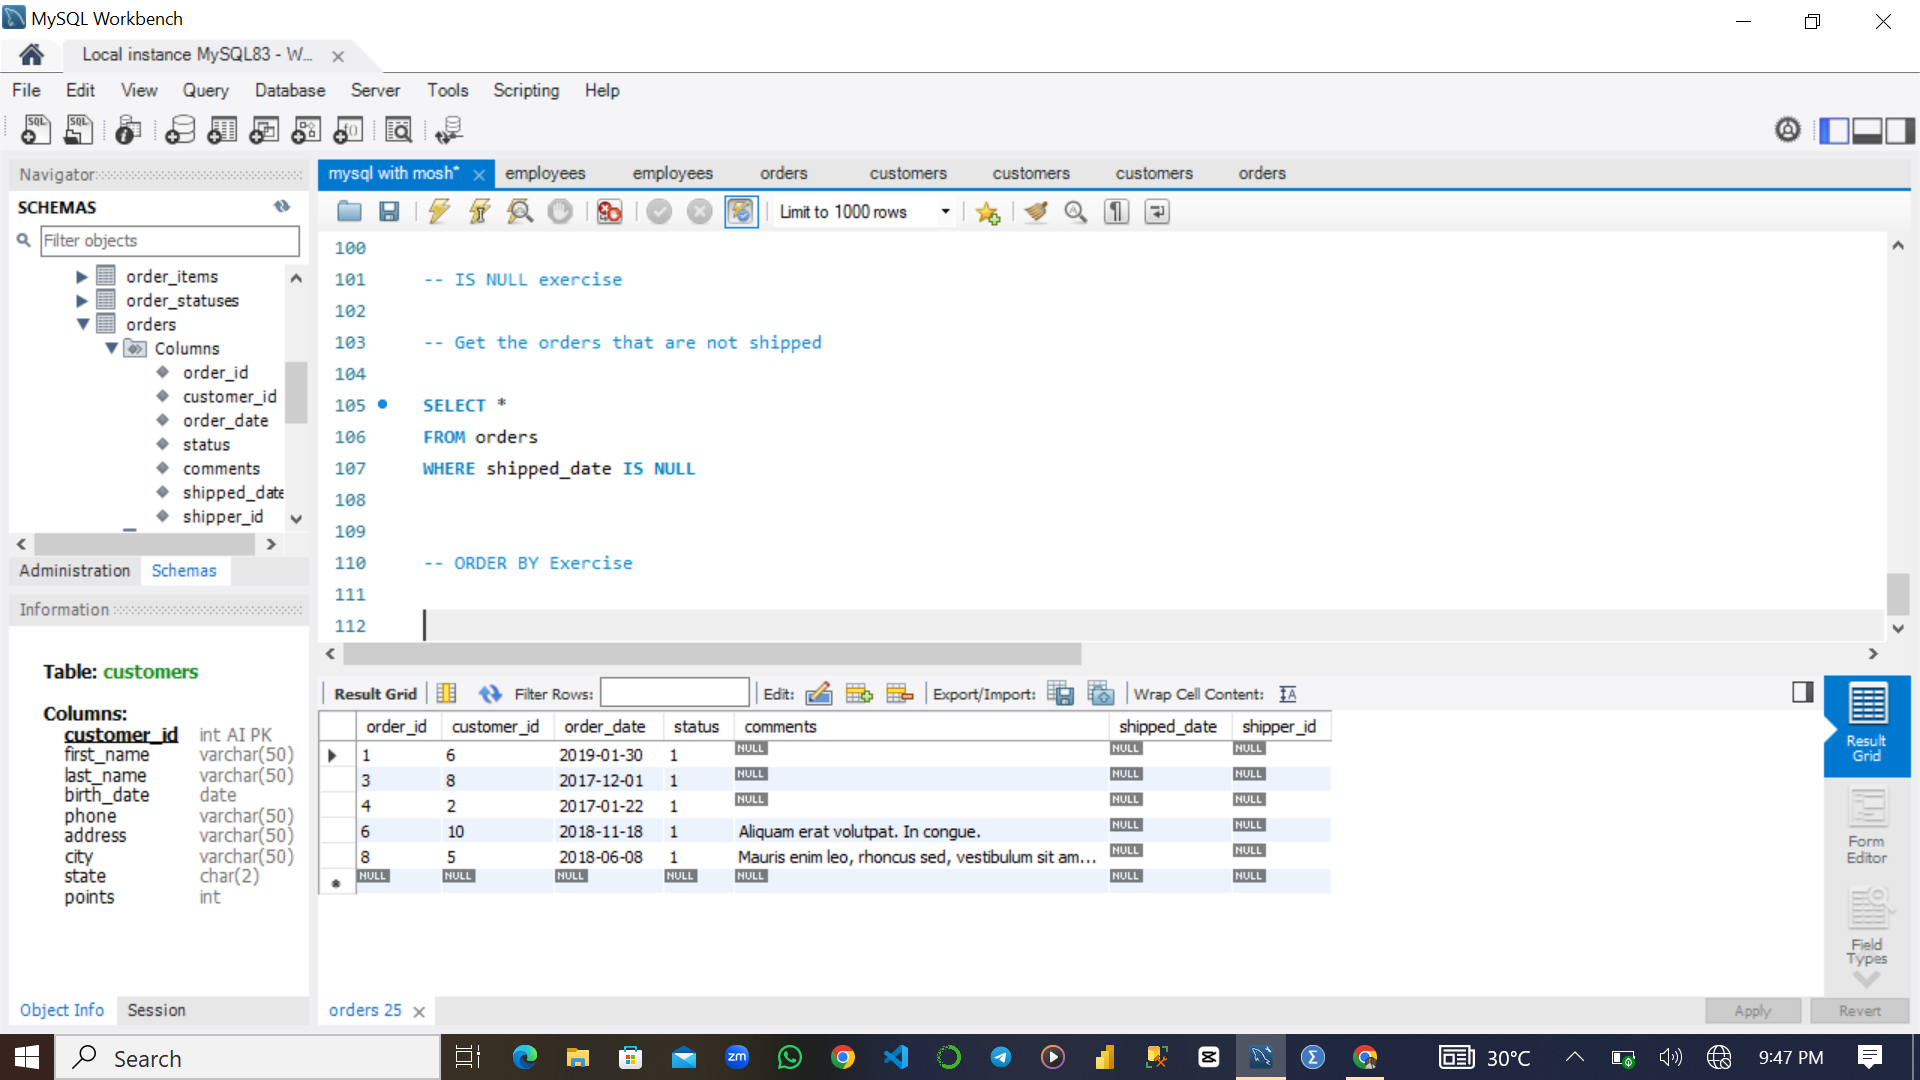 MySQL Workbench
Local instance MySQL83 - W...
File Edit View Query Database Server Tools Scripting Help
Navigator
SCHEMAS
Filter objects
order_items
order_statuses
orders
Columns
order_id
customer_id
order_date
status
comments
shipped_date
shipper_id
Administration Schemas
Information
Table: customers
Columns:
customer_id int AI PK
first_name varchar(50)
last_name varchar(50)
birth_date date
phone varchar(50)
address varchar(50)
city varchar(50)
state char(2)
points int
Object Info Session
mysql with mosh* employees employees orders customers customers customers orders
Limit to 1000 rows
100
101 -- IS NULL exercise
102
103 -- Get the orders that are not shipped
104
105 SELECT *
106 FROM orders
107 WHERE shipped_date IS NULL
108
109
110 -- ORDER BY Exercise
111
112
Result Grid Filter Rows: Edit: Export/Import: Wrap Cell Content:
order_id customer_id order_date status comments shipped_date shipper_id
1 6 2019-01-30 1 NULL NULL NULL
3 8 2017-12-01 1 NULL NULL NULL
4 2 2017-01-22 1 NULL NULL NULL
6 10 2018-11-18 1 Aliquam erat volutpat. In congue. NULL NULL
8 5 2018-06-08 1 Mauris enim leo, rhoncus sed, vestibulum sit am... NULL NULL
NULL NULL NULL NULL NULL NULL NULL
Result
Grid
Form
Editor
Field
Types
orders 25
Apply Revert
Search
30°C
9:47 PM